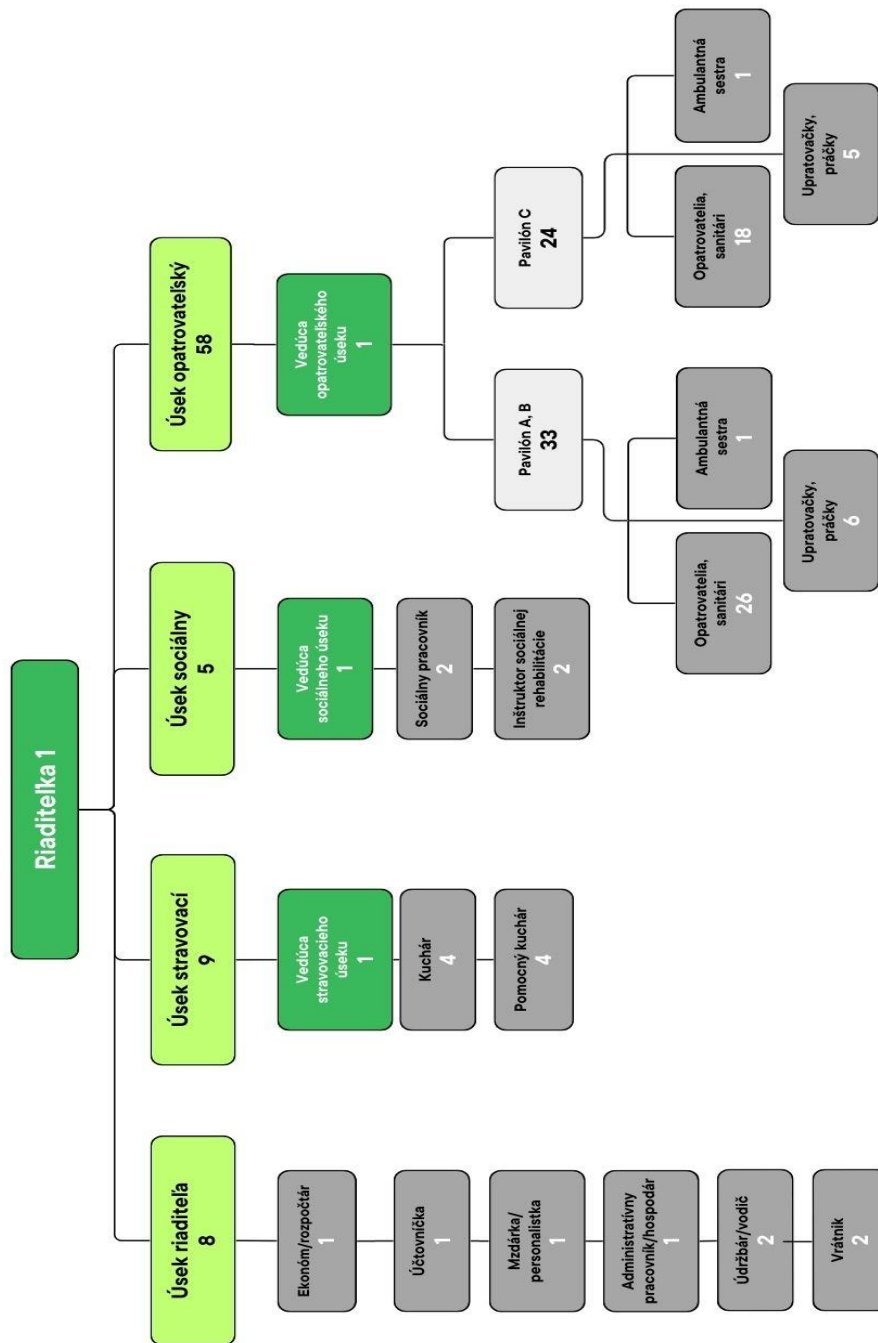 Riaditeľka 1
Úsek riaditeľa
8
Ekonóm/rozpočtár
1
Účtovníčka
1
Mzdárka/
personalistka
1
Administratívny
pracovník/hospodár
1
Údržbár/vodič
2
Vrátnik
2
Úsek stravovací
9
Vedúca
stravovacieho
úseku
1
Kuchár
4
Pomocný kuchár
4
Úsek sociálny
5
Vedúca
sociálneho úseku
1
Sociálny pracovník
2
Inštruktor sociálnej
rehabilitácie
2
Úsek opatrovateľský
58
Vedúca
opatrovateľského
úseku
1
Pavilón A, B
33
Opatrovatelia,
sanitári
26
Ambulantná
sestra
1
Upratovačky,
práčky
6
Pavilón C
24
Opatrovatelia,
sanitári
18
Ambulantná
sestra
1
Upratovačky,
práčky
5